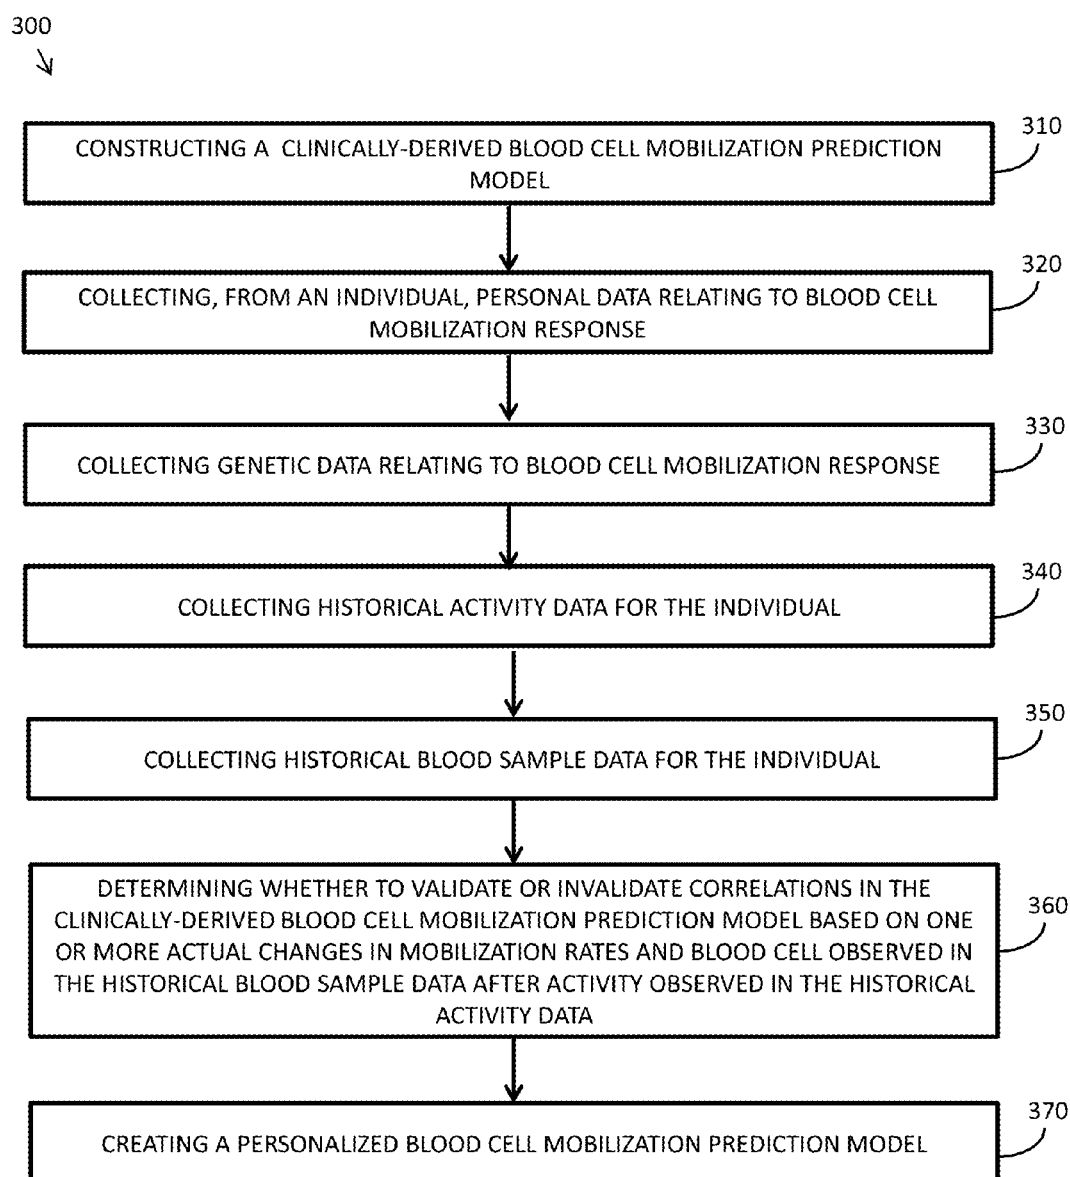 300
310
CONSTRUCTING A CLINICALLY-DERIVED BLOOD CELL MOBILIZATION PREDICTION
MODEL
320
COLLECTING, FROM AN INDIVIDUAL, PERSONAL DATA RELATING TO BLOOD CELL
MOBILIZATION RESPONSE
330
COLLECTING GENETIC DATA RELATING TO BLOOD CELL MOBILIZATION RESPONSE
340
COLLECTING HISTORICAL ACTIVITY DATA FOR THE INDIVIDUAL
350
COLLECTING HISTORICAL BLOOD SAMPLE DATA FOR THE INDIVIDUAL
360
DETERMINING WHETHER TO VALIDATE OR INVALIDATE CORRELATIONS IN THE
CLINICALLY-DERIVED BLOOD CELL MOBILIZATION PREDICTION MODEL BASED ON ONE
OR MORE ACTUAL CHANGES IN MOBILIZATION RATES AND BLOOD CELL OBSERVED IN
THE HISTORICAL BLOOD SAMPLE DATA AFTER ACTIVITY OBSERVED IN THE HISTORICAL
ACTIVITY DATA
370
CREATING A PERSONALIZED BLOOD CELL MOBILIZATION PREDICTION MODEL